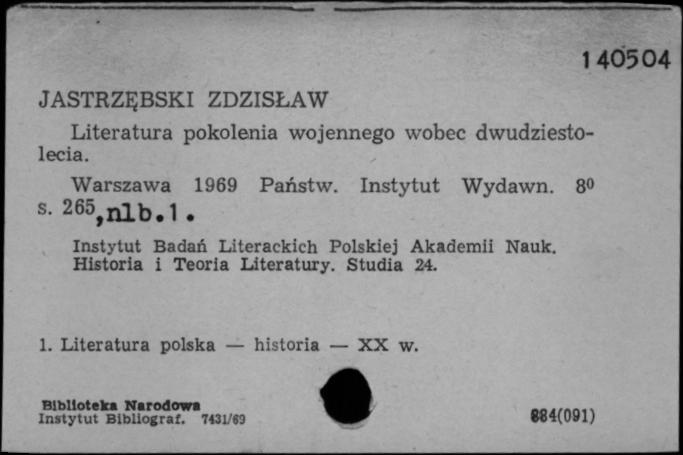 140504
JASTRZĘBSKI ZDZISŁAW
Literatura pokolenia wojennego wobec dwudziesto-
lecia.
Warszawa 1969 Państw. Instytut Wydawn. 8⁰
s. 265, nlb. 1.
Instytut Badań Literackich Polskiej Akademii Nauk.
Historia i Teoria Literatury. Studia 24.
1. Literatura polska — historia — XX w.
Biblioteka Narodowa
Instytut Bibliograf. 7431/69
884(091)